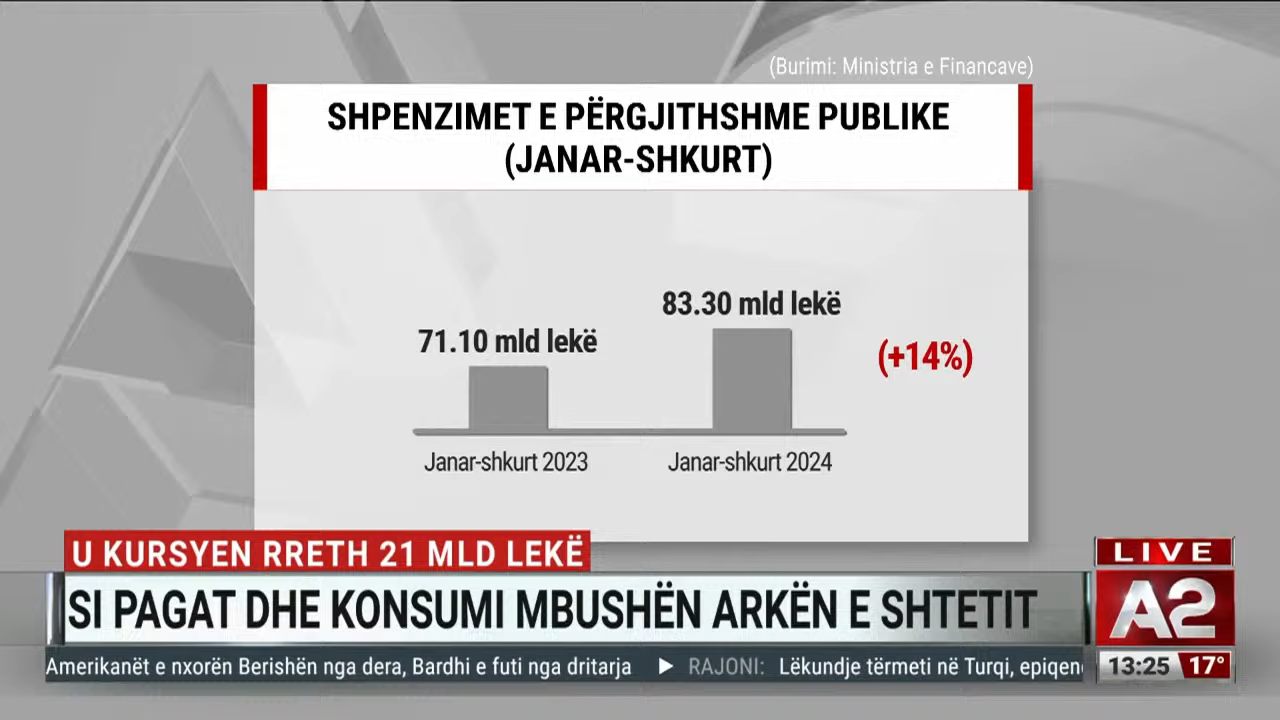 (Burimi: Ministria e Financave)
SHPENZIMET E PËRGJITHSHME PUBLIKE
(JANAR-SHKURT)
83.30 mld lekë
71.10 mld lekë
(+14%)
Janar-shkurt 2023
Janar-shkurt 2024
U KURSYEN RRETH 21 MLD LEKË
LIVE
SI PAGAT DHE KONSUMI MBUSHËN ARKËN E SHTETIT
A2
Amerikanët e nxorën Berishën nga dera, Bardhi e futi nga dritarja ▶ RAJONI: Lëkundje tërmeti në Turqi, epiqen
13:25 17°